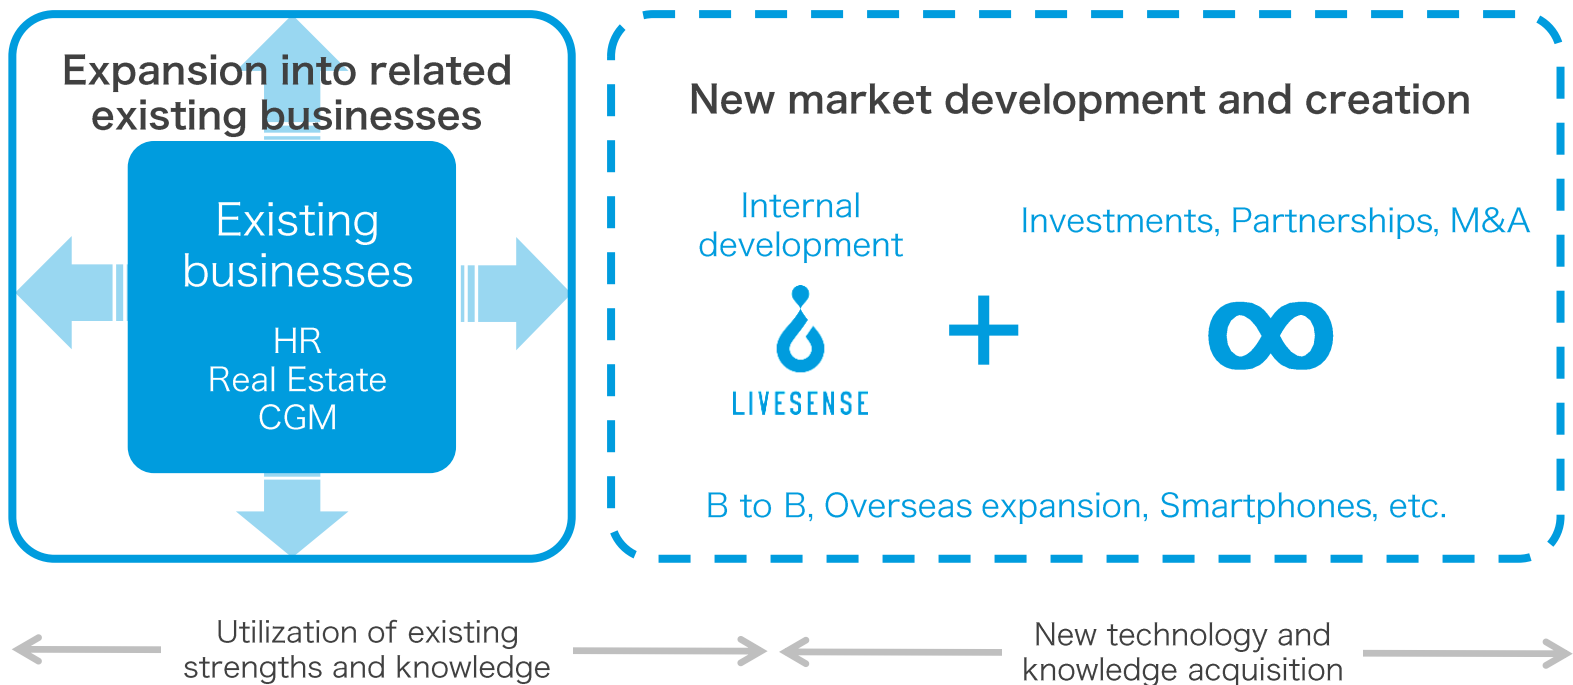 Expansion into related
existing businesses
Existing
businesses
HR
Real Estate
CGM
New market development and creation
Internal
development
LIVESENSE
+
Investments, Partnerships, M&A
∞
B to B, Overseas expansion, Smartphones, etc.
Utilization of existing
strengths and knowledge
New technology and
knowledge acquisition